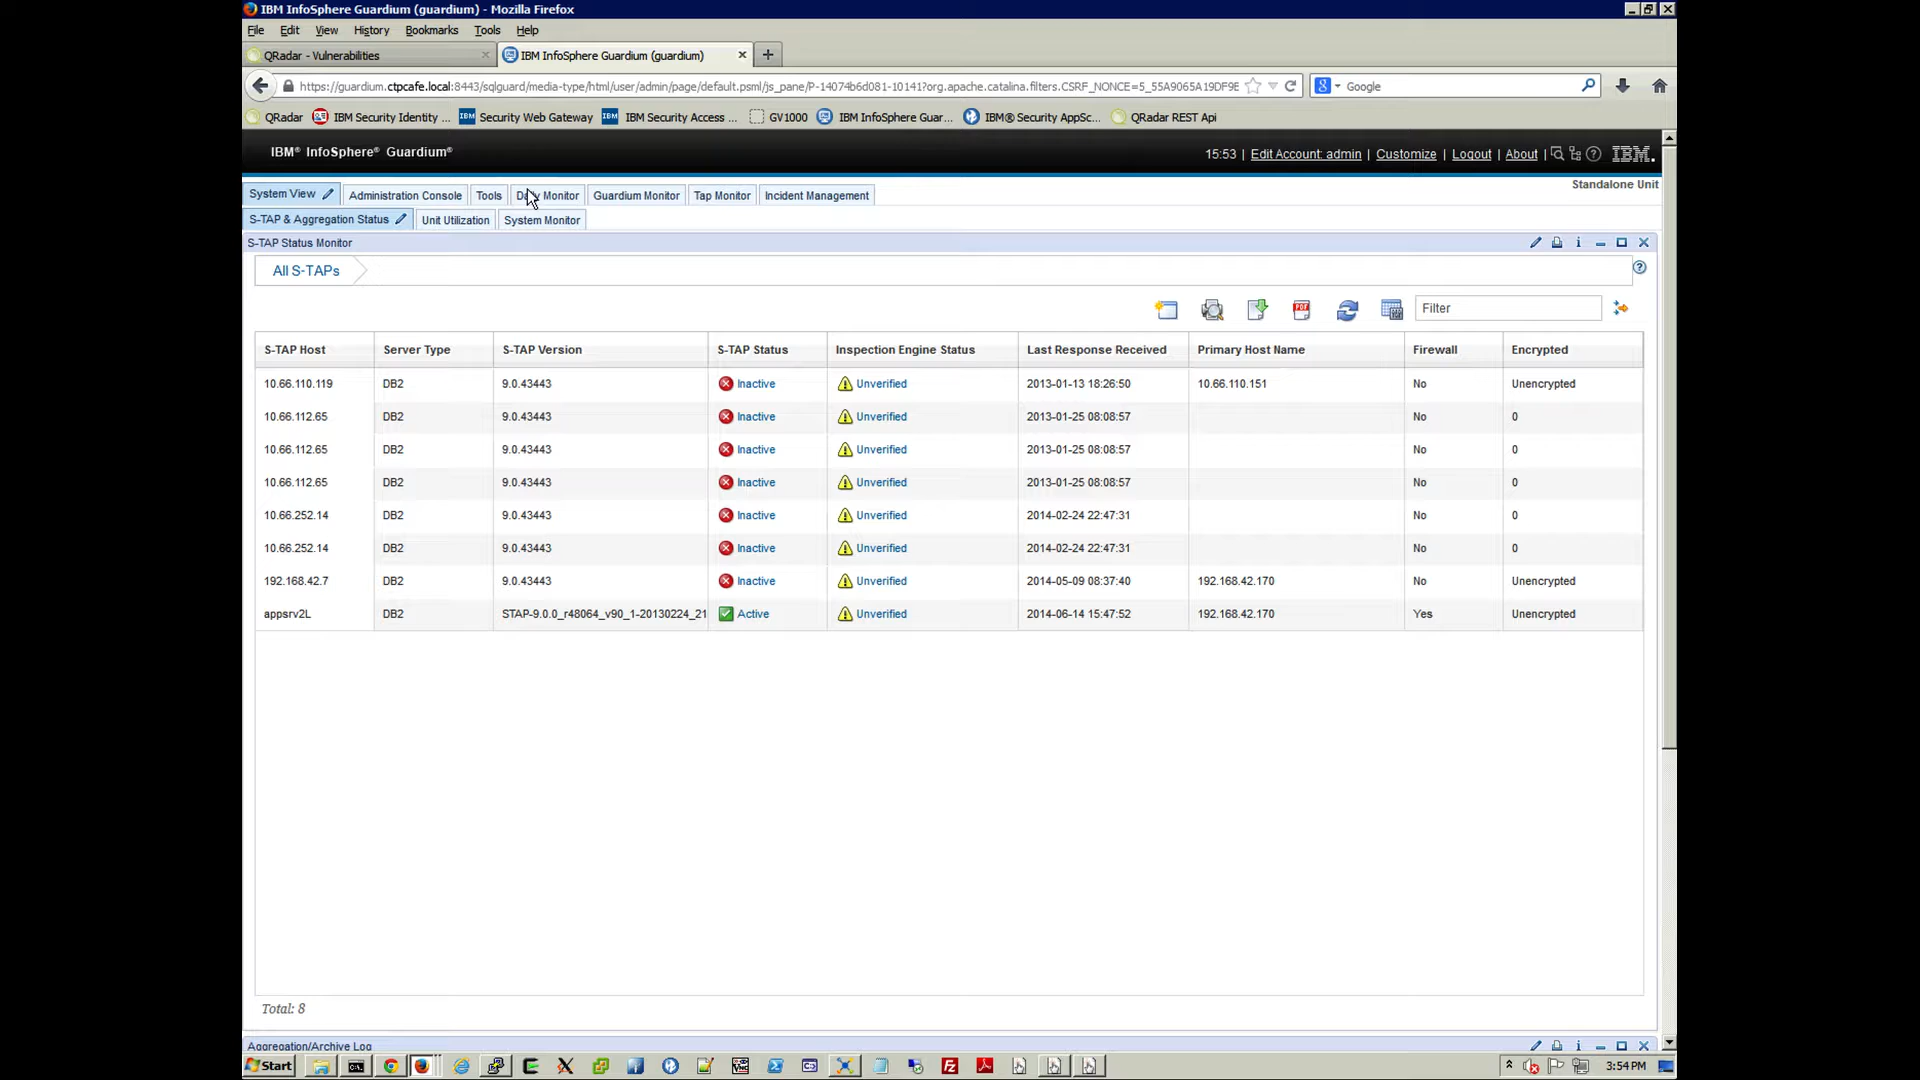 IBM InfoSphere Guardium (guardium) - Mozilla Firefox
File Edit View History Bookmarks Tools Help
QRadar - Vulnerabilities IBM InfoSphere Guardium (guardium)
https://guardium.ctpcafe.local:8443/sqlguard/media-type/html/user/admin/page/default.psml/js_pane/P-14074b6d081-10141?org.apache.catalina.filters.CSRF_NONCE=5_55A9065A19DF9E Google
QRadar IBM Security Identity ... Security Web Gateway IBM Security Access ... GV1000 IBM InfoSphere Guar... IBM® Security AppSc... QRadar REST Api
IBM® InfoSphere® Guardium® 15:53 | Edit Account: admin | Customize | Logout | About | IBM.
Standalone Unit
System View Administration Console Tools Daily Monitor Guardium Monitor Tap Monitor Incident Management
S-TAP & Aggregation Status Unit Utilization System Monitor
S-TAP Status Monitor
All S-TAPs
Filter
S-TAP Host Server Type S-TAP Version S-TAP Status Inspection Engine Status Last Response Received Primary Host Name Firewall Encrypted
10.66.110.119 DB2 9.0.43443 Inactive Unverified 2013-01-13 18:26:50 10.66.110.151 No Unencrypted
10.66.112.65 DB2 9.0.43443 Inactive Unverified 2013-01-25 08:08:57 No 0
10.66.112.65 DB2 9.0.43443 Inactive Unverified 2013-01-25 08:08:57 No 0
10.66.112.65 DB2 9.0.43443 Inactive Unverified 2013-01-25 08:08:57 No 0
10.66.252.14 DB2 9.0.43443 Inactive Unverified 2014-02-24 22:47:31 No 0
10.66.252.14 DB2 9.0.43443 Inactive Unverified 2014-02-24 22:47:31 No 0
192.168.42.7 DB2 9.0.43443 Inactive Unverified 2014-05-09 08:37:40 192.168.42.170 No Unencrypted
appsrv2L DB2 STAP-9.0.0_r48064_v90_1-20130224_21 Active Unverified 2014-06-14 15:47:52 192.168.42.170 Yes Unencrypted
Total: 8
Aggregation/Archive Log
Start 3:54 PM